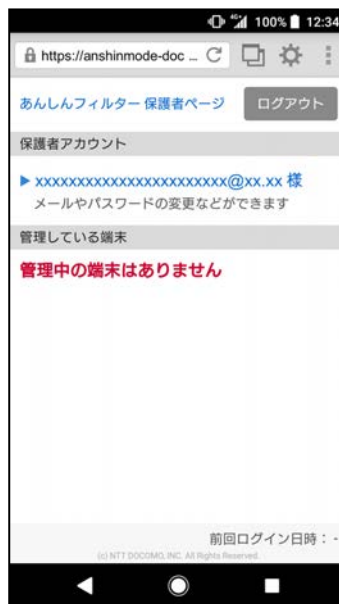 4G 100% 12:34
https://anshinmode-doc ...
あんしんフィルター 保護者ページ
ログアウト
保護者アカウント
▶ xxxxxxxxxxxxxxxxxxxxxxx@xx.xx 様
メールやパスワードの変更などができます
管理している端末
管理中の端末はありません
前回ログイン日時：-
(c) NTT DOCOMO, INC. All Rights Reserved.